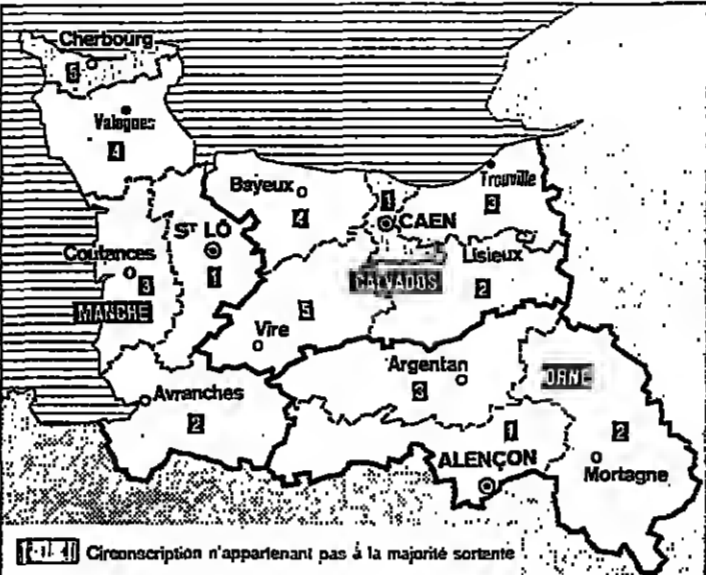 Cherbourg
5
Valognes
4
Bayeux
4
1
CAEN
Trouville
3
ST LÔ
1
Coutances
3
MANCHE
CALVADOS
Lisieux
2
5
Vire
Argentan
3
ORNE
Avranches
2
1
ALENÇON
2
Mortagne
Circonscription n'appartenant pas à la majorité sortente